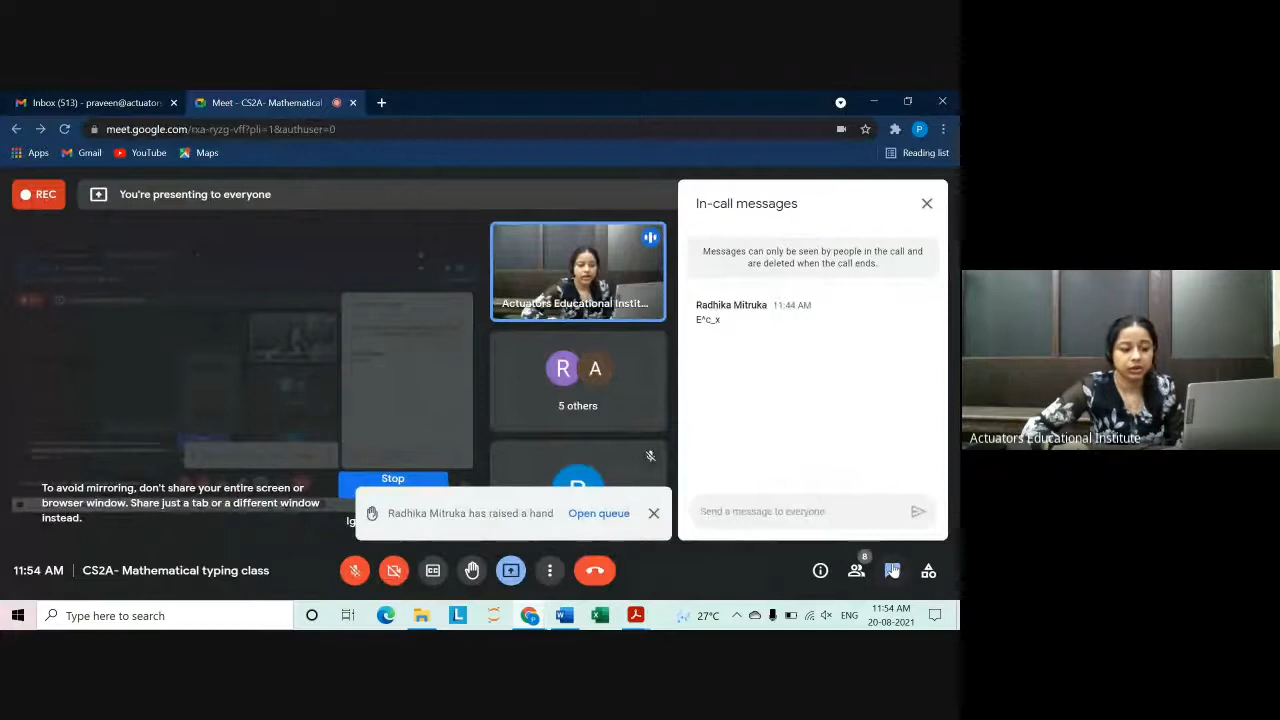 Inbox (513) - praveen@actuator
Meet - CS2A- Mathematical
meet.google.com/rxa-ryzg-vff?pli=1&authuser=0
Apps
Gmail
YouTube
Maps
Reading list
REC
You're presenting to everyone
Actuators Educational Instit...
R
A
5 others
Stop
To avoid mirroring, don't share your entire screen or
browser window. Share just a tab or a different window
instead.
Radhika Mitruka has raised a hand
Open queue
In-call messages
Messages can only be seen by people in the call and
are deleted when the call ends.
Radhika Mitruka 11:44 AM
E^c_x
Send a message to everyone
Actuators Educational Institute
11:54 AM
CS2A- Mathematical typing class
8
Type here to search
27°C
ENG
11:54 AM
20-08-2021